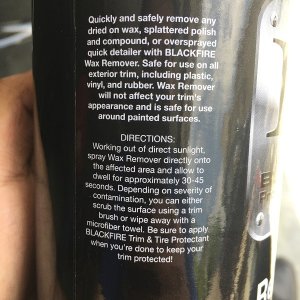 Quickly and safely remove any
dried on wax, splattered polish
and compound, or oversprayed
quick detailer with BLACKFIRE
Wax Remover. Safe for use on all
exterior trim, including plastic,
vinyl, and rubber. Wax Remover
will not affect your trim's
appearance and is safe for use
around painted surfaces.
DIRECTIONS:
Working out of direct sunlight,
spray Wax Remover directly onto
the affected area and allow to
dwell for approximately 30-45
seconds. Depending on severity of
contamination, you can either
scrub the surface using a trim
brush or wipe away with a
microfiber towel. Be sure to apply
BLACKFIRE Trim & Tire Protectant
when you're done to keep your
trim protected!